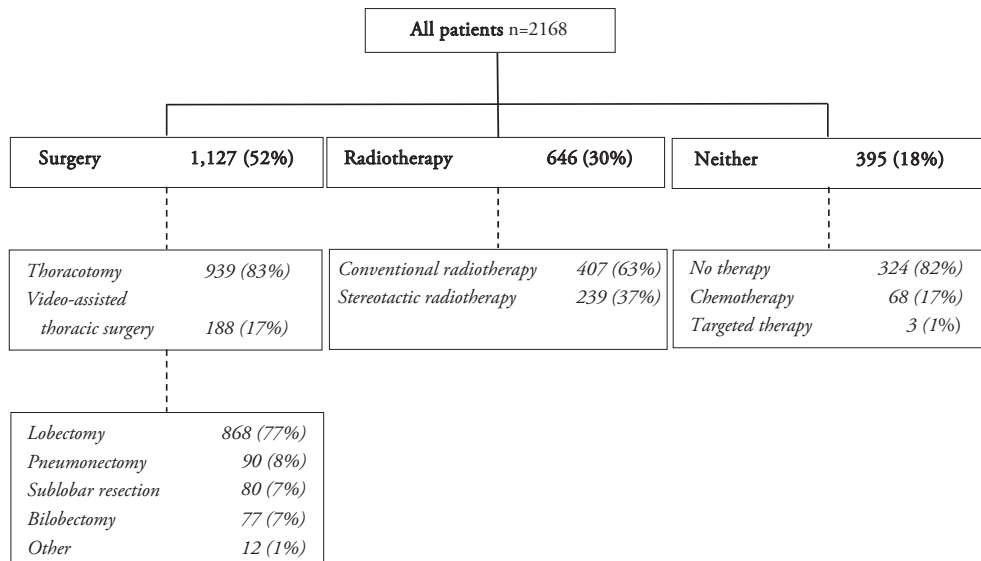 All patients n=2168
Surgery 1,127 (52%)
Radiotherapy 646 (30%)
Neither 395 (18%)
Thoracotomy 939 (83%)
Video-assisted
thoracic surgery 188 (17%)
Conventional radiotherapy 407 (63%)
Stereotactic radiotherapy 239 (37%)
No therapy 324 (82%)
Chemotherapy 68 (17%)
Targeted therapy 3 (1%)
Lobectomy 868 (77%)
Pneumonectomy 90 (8%)
Sublobar resection 80 (7%)
Bilobectomy 77 (7%)
Other 12 (1%)